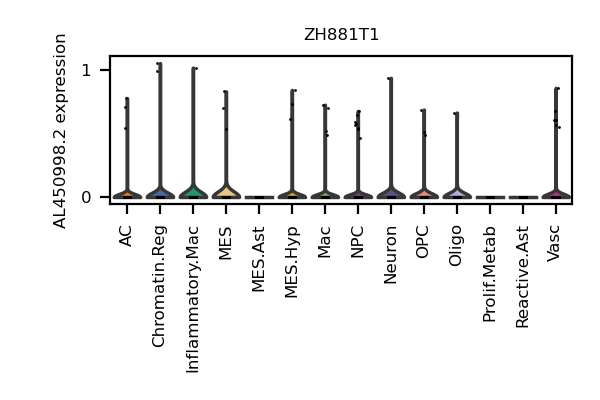 ZH881T1
AL450998.2 expression
1
0
AC
Chromatin.Reg
Inflammatory.Mac
MES
MES.Ast
MES.Hyp
Mac
NPC
Neuron
OPC
Oligo
Prolif.Metab
Reactive.Ast
Vasc